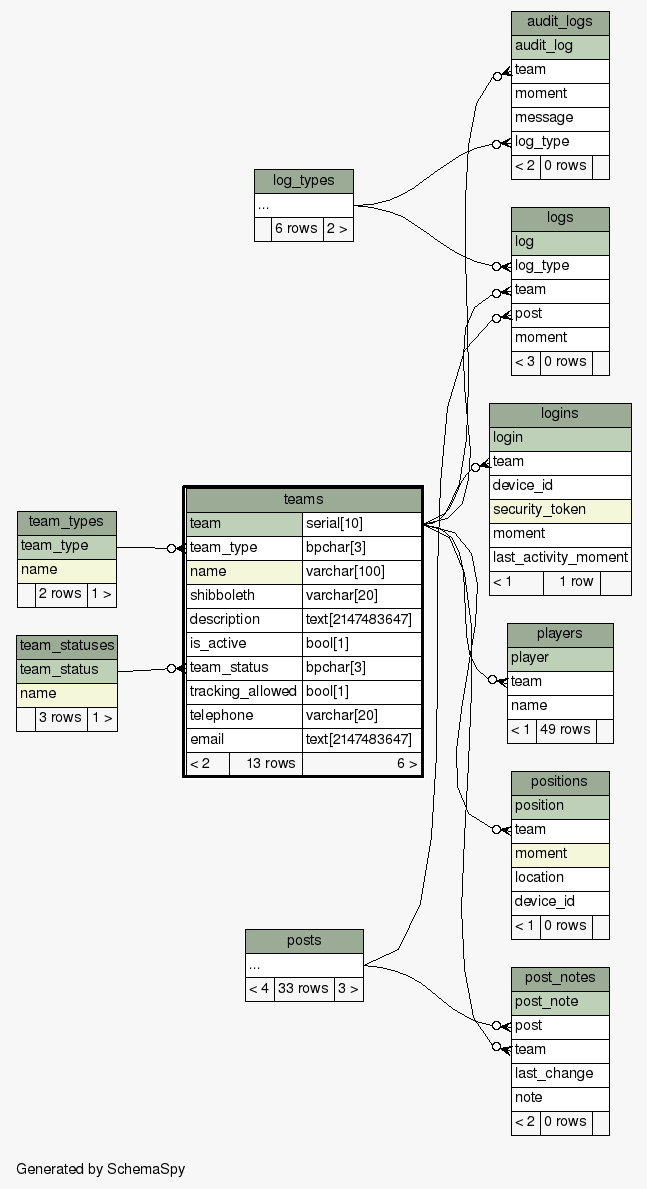 audit_logs
audit_log
team
moment
message
log_type
< 2 0 rows
log_types
...
6 rows 2 >
logs
log
log_type
team
post
moment
< 3 0 rows
logins
login
team
device_id
security_token
moment
last_activity_moment
< 1 1 row
teams
team serial[10]
team_type bpchar[3]
name varchar[100]
shibboleth varchar[20]
description text[2147483647]
is_active bool[1]
team_status bpchar[3]
tracking_allowed bool[1]
telephone varchar[20]
email text[2147483647]
< 2 13 rows 6 >
team_types
team_type
name
2 rows 1 >
team_statuses
team_status
name
3 rows 1 >
players
player
team
name
< 1 49 rows
positions
position
team
moment
location
device_id
< 1 0 rows
posts
...
< 4 33 rows 3 >
post_notes
post_note
post
team
last_change
note
< 2 0 rows
Generated by SchemaSpy